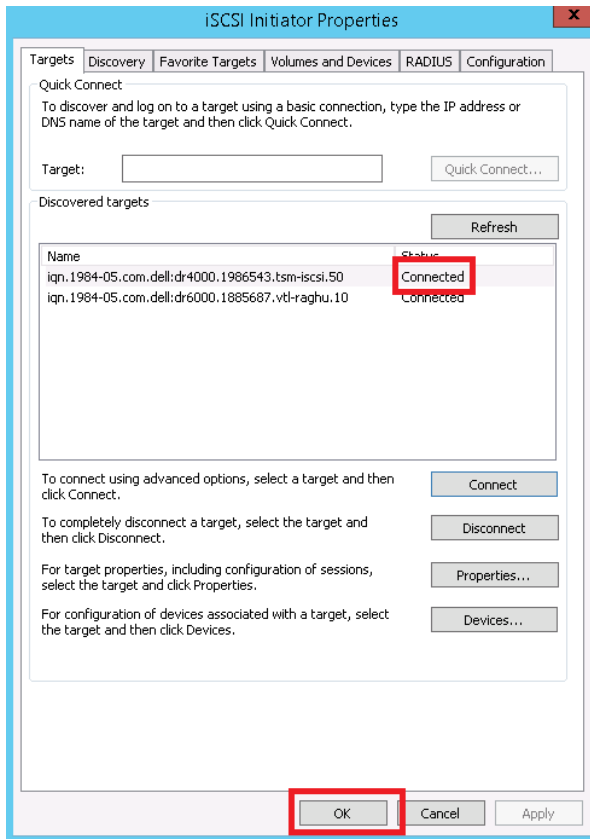 iSCSI Initiator Properties
x
Targets Discovery Favorite Targets Volumes and Devices RADIUS Configuration
Quick Connect
To discover and log on to a target using a basic connection, type the IP address or
DNS name of the target and then click Quick Connect.
Target:
Quick Connect...
Discovered targets
Refresh
Name Status
iqn.1984-05.com.dell:dr4000.1986543.tsm-iscsi.50 Connected
iqn.1984-05.com.dell:dr6000.1885687.vtl-raghu.10 Connected
To connect using advanced options, select a target and then
click Connect.
Connect
To completely disconnect a target, select the target and
then click Disconnect.
Disconnect
For target properties, including configuration of sessions,
select the target and click Properties.
Properties...
For configuration of devices associated with a target, select
the target and then click Devices.
Devices...
OK Cancel Apply